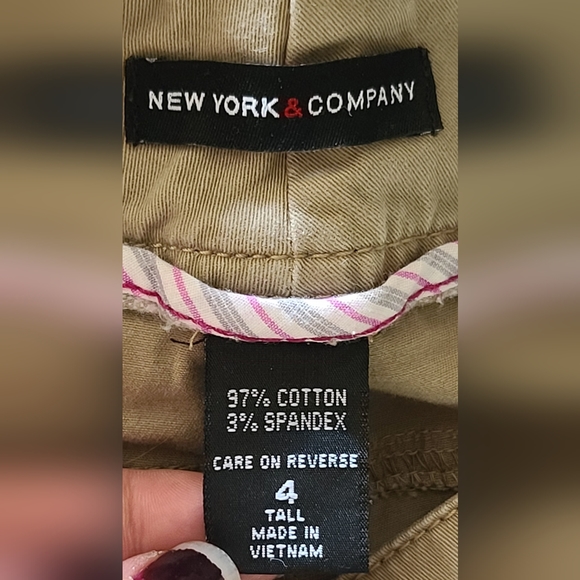 NEW YORK & COMPANY
97% COTTON
3% SPANDEX
CARE ON REVERSE
4
TALL
MADE IN
VIETNAM